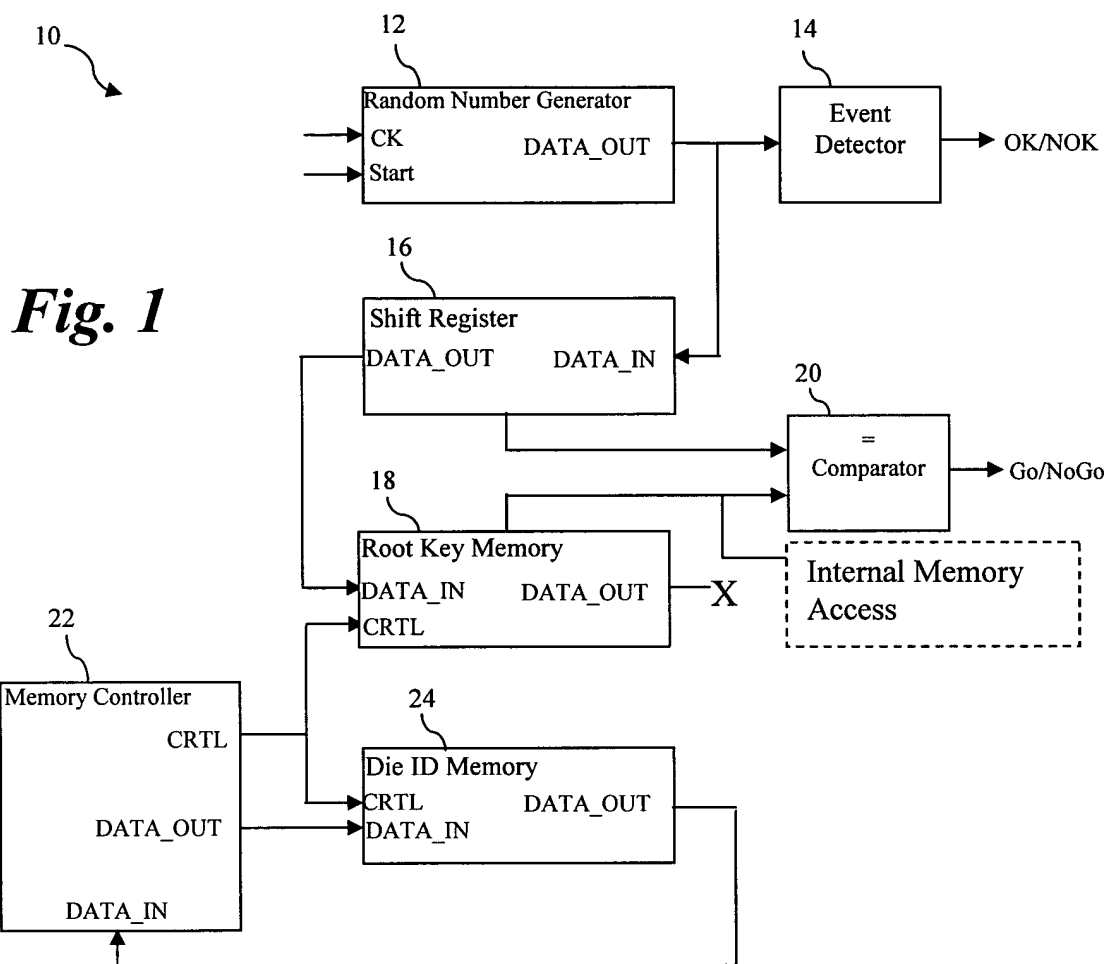 10
12
14
Random Number Generator
CK
Start
DATA_OUT
Event
Detector
OK/NOK
Fig. 1
16
Shift Register
DATA_OUT
DATA_IN
20
=
Comparator
Go/NoGo
18
Root Key Memory
DATA_IN
DATA_OUT
X
CRTL
Internal Memory
Access
22
Memory Controller
CRTL
DATA_OUT
DATA_IN
24
Die ID Memory
CRTL
DATA_OUT
DATA_IN